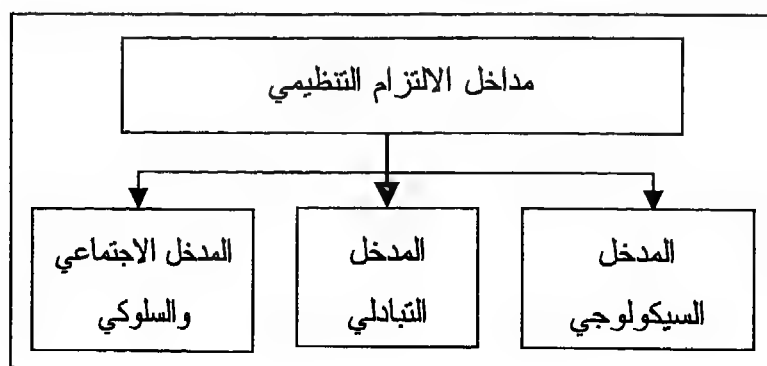 مداخل الالتزام التنظيمي
المدخل
السيكولوجي
المدخل
التبادلي
المدخل الاجتماعي
والسلوكي